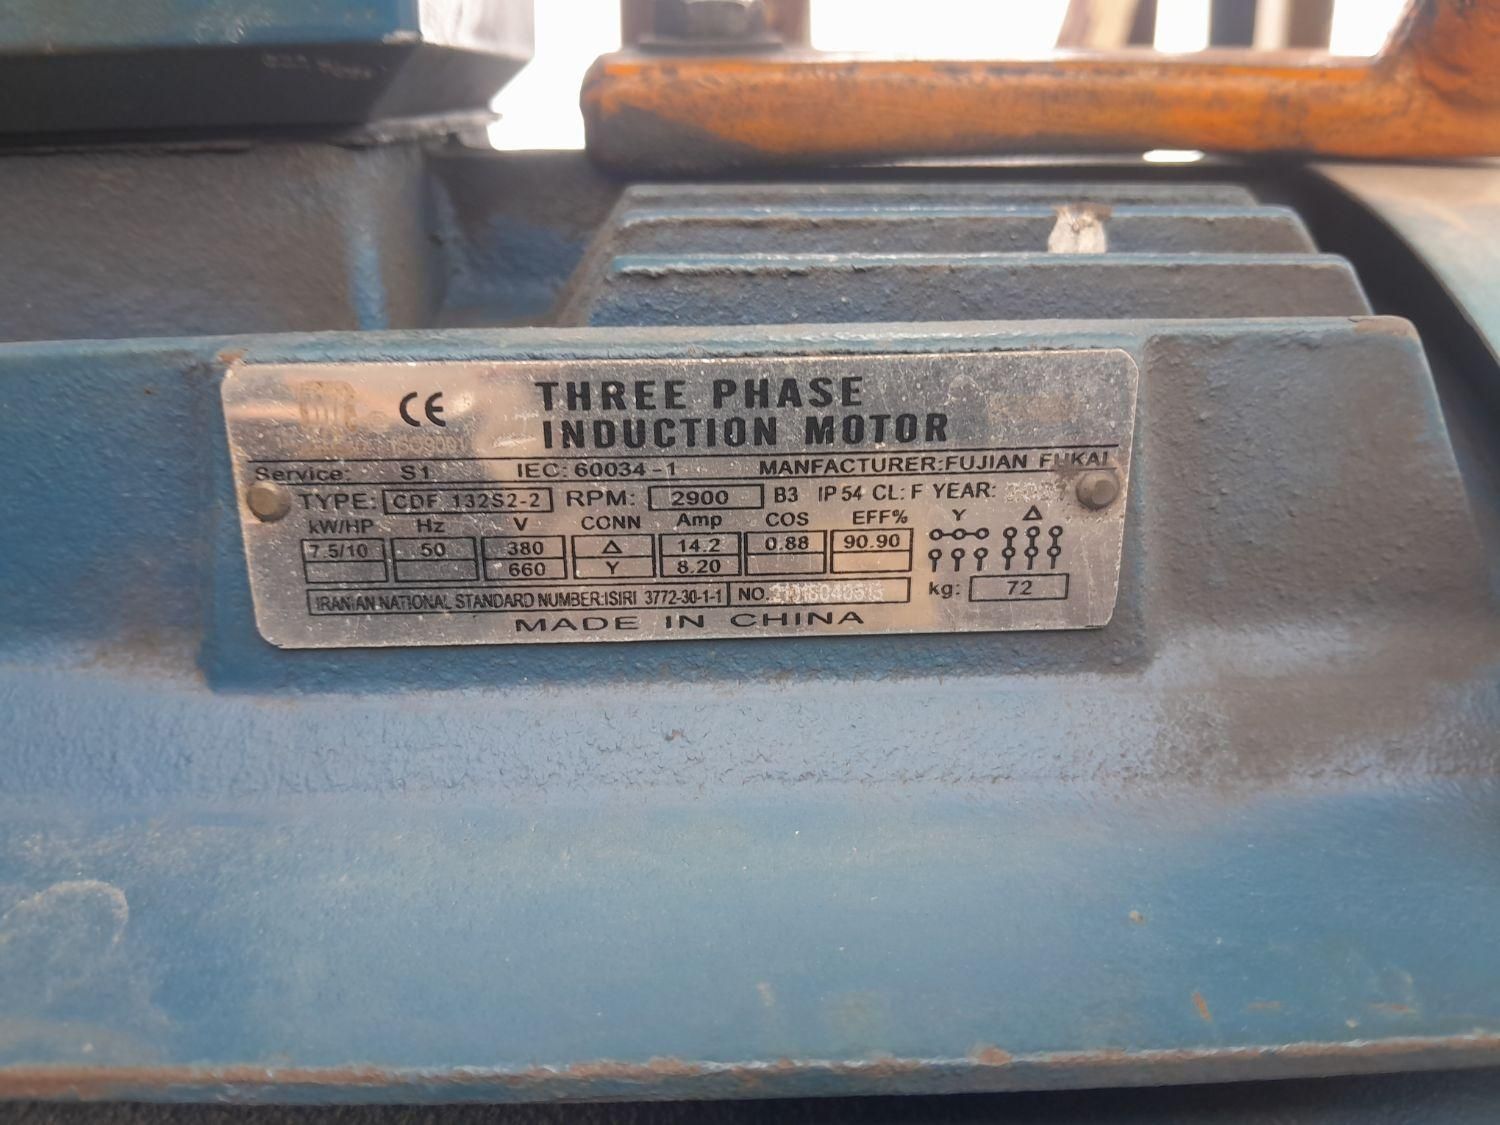 CE
THREE PHASE
INDUCTION MOTOR
Service: S1 IEC: 60034-1 MANFACTURER:FUJIAN FUKAI
TYPE: CDF 132S2-2 RPM: 2900 B3 IP 54 CL: F YEAR:
kW/HP Hz V CONN Amp COS EFF% Y Δ
7.5/10 50 380 Δ 14.2 0.88 90.90
660 Y 8.20
kg: 72
IRANIAN NATIONAL STANDARD NUMBER:ISIRI 3772-30-1-1 NO.
MADE IN CHINA